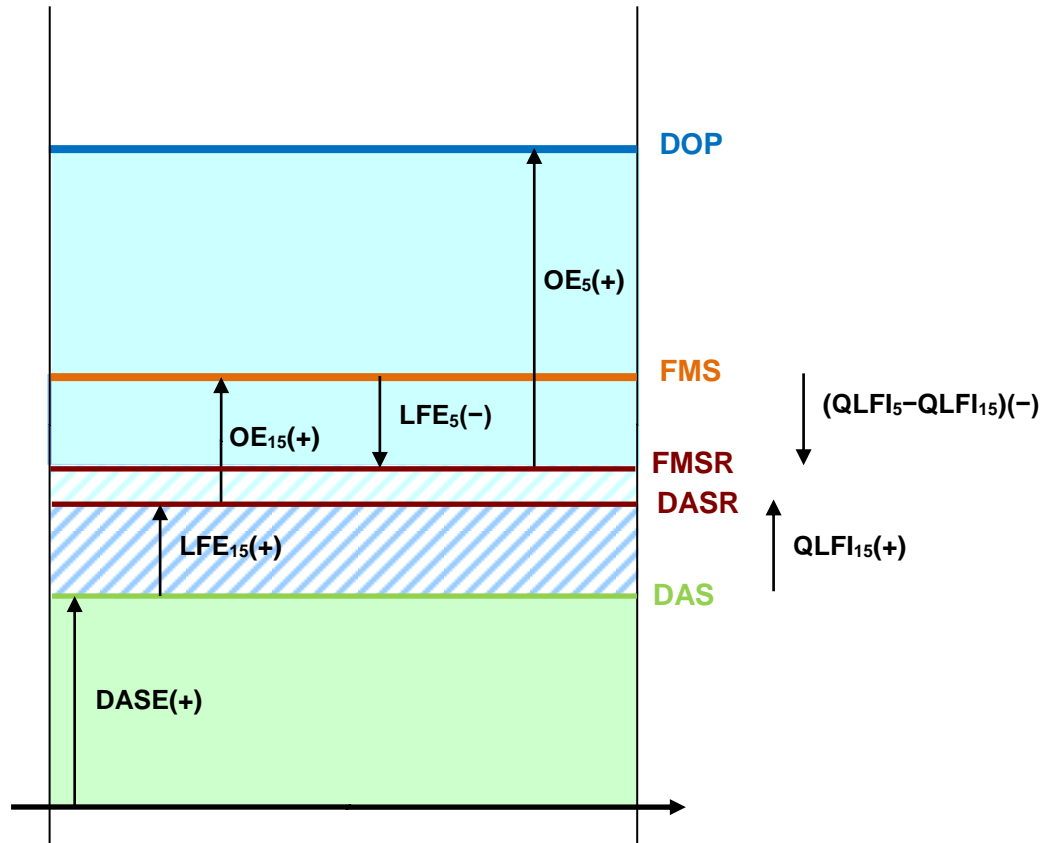 DOP
OE₅(+)
FMS
(QLFI₅−QLFI₁₅)(−)
LFE₅(−)
OE₁₅(+)
FMSR
DASR
LFE₁₅(+)
QLFI₁₅(+)
DAS
DASE(+)